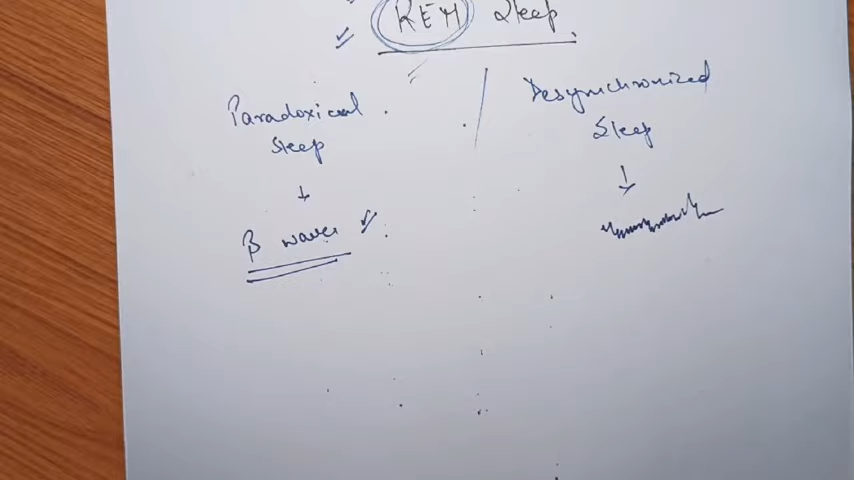 REM Sleep
Paradoxical
Sleep
β waves
Desynchronized
Sleep